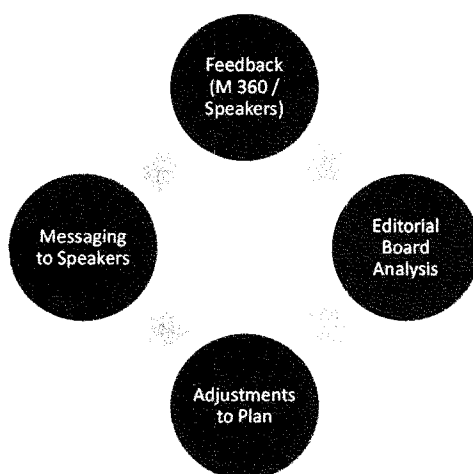 Feedback
(M 360 /
Speakers)
Editorial
Board
Analysis
Adjustments
to Plan
Messaging
to Speakers